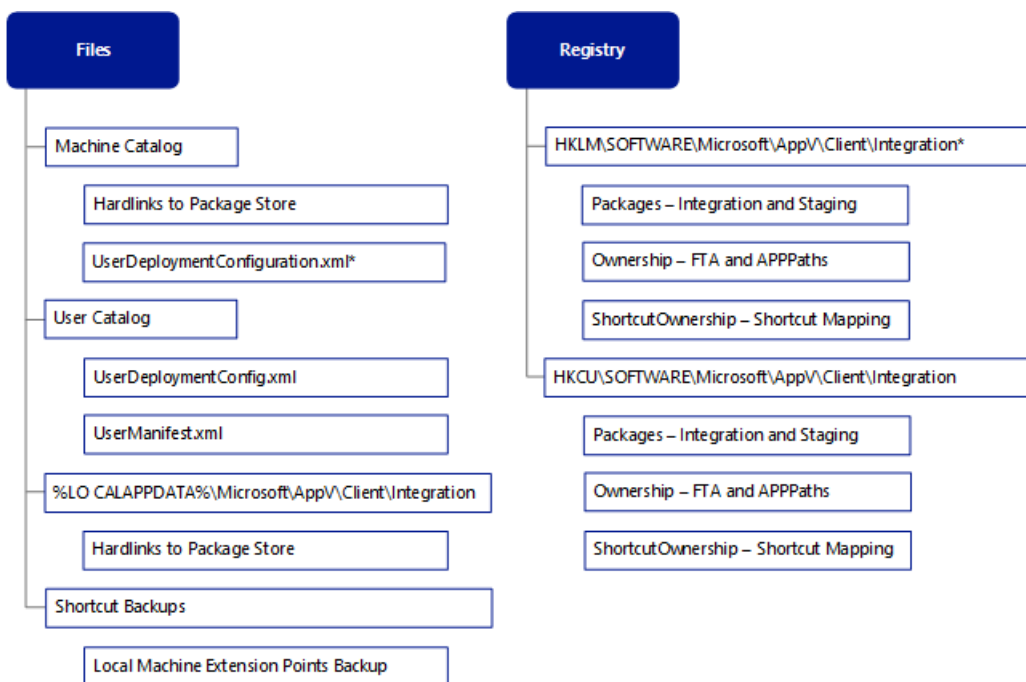 Files
Machine Catalog
Hardlinks to Package Store
UserDeploymentConfiguration.xml*
User Catalog
UserDeploymentConfig.xml
UserManifest.xml
%LO CALAPPDATA%\Microsoft\AppV\Client\Integration
Hardlinks to Package Store
Shortcut Backups
Local Machine Extension Points Backup
Registry
HKLM\SOFTWARE\Microsoft\AppV\Client\Integration*
Packages – Integration and Staging
Ownership – FTA and APPPaths
ShortcutOwnership – Shortcut Mapping
HKCU\SOFTWARE\Microsoft\AppV\Client\Integration
Packages – Integration and Staging
Ownership – FTA and APPPaths
ShortcutOwnership – Shortcut Mapping